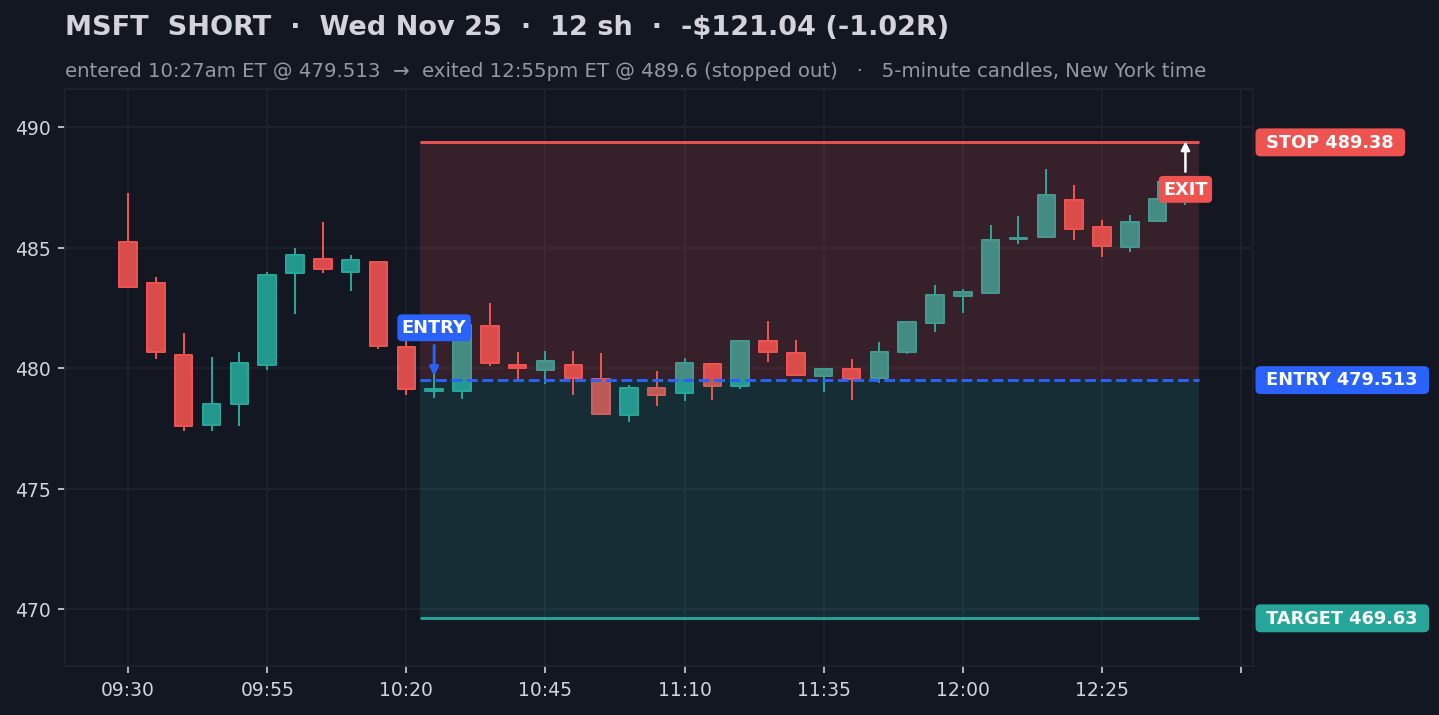 MSFT  SHORT  ·  Wed Nov 25  ·  12 sh  ·  -$121.04 (-1.02R)
entered 10:27am ET @ 479.513  →  exited 12:55pm ET @ 489.6 (stopped out)   ·   5-minute candles, New York time
490
STOP 489.38
EXIT
485
ENTRY
480
ENTRY 479.513
475
470
TARGET 469.63
09:30 09:55 10:20 10:45 11:10 11:35 12:00 12:25